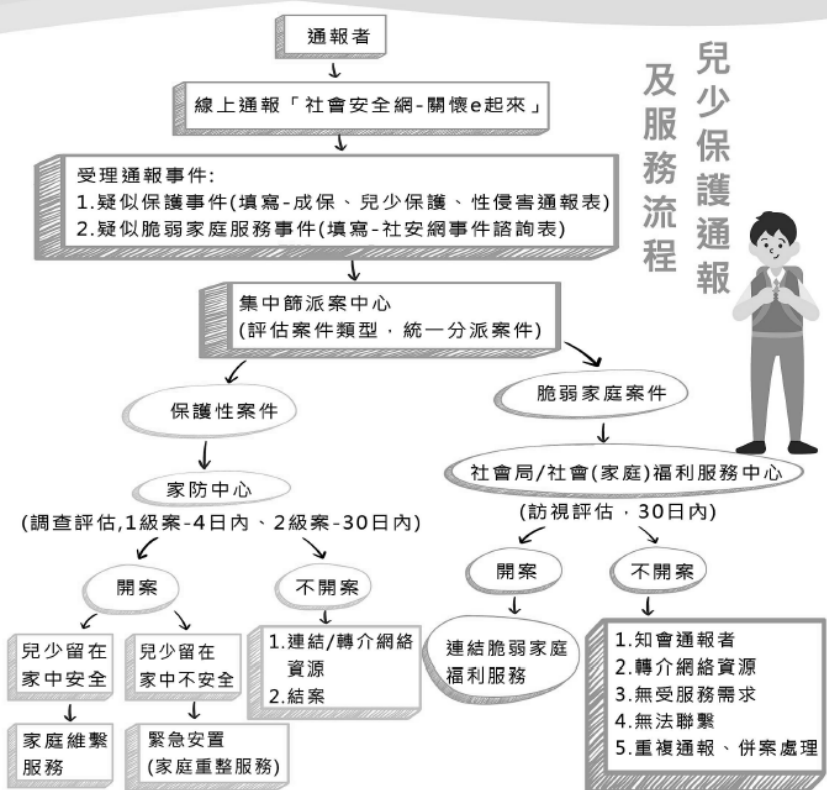 兒少保護通報
及服務流程
通報者
線上通報「社會安全網-關懷e起來」
受理通報事件:
1.疑似保護事件(填寫-成保、兒少保護、性侵害通報表)
2.疑似脆弱家庭服務事件(填寫-社安網事件諮詢表)
集中篩派案中心
(評估案件類型，統一分派案件)
保護性案件
家防中心
(調查評估,1級案-4日內、2級案-30日內)
開案
兒少留在
家中安全
家庭維繫
服務
兒少留在
家中不安全
緊急安置
(家庭重整服務)
不開案
1.連結/轉介網絡
資源
2.結案
脆弱家庭案件
社會局/社會(家庭)福利服務中心
(訪視評估，30日內)
開案
連結脆弱家庭
福利服務
不開案
1.知會通報者
2.轉介網絡資源
3.無受服務需求
4.無法聯繫
5.重複通報、併案處理